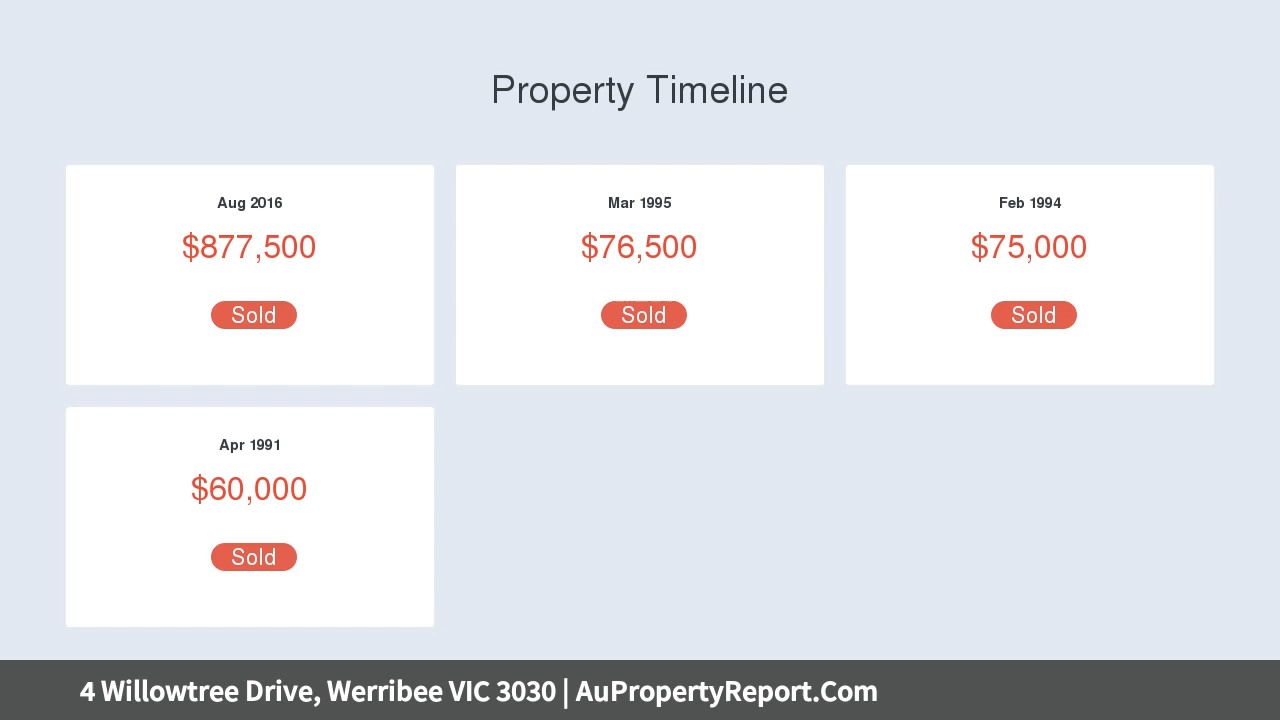 Property Timeline
Aug 2016
$877,500
Sold
Mar 1995
$76,500
Sold
Feb 1994
$75,000
Sold
Apr 1991
$60,000
Sold
4 Willowtree Drive, Werribee VIC 3030 | AuPropertyReport.Com